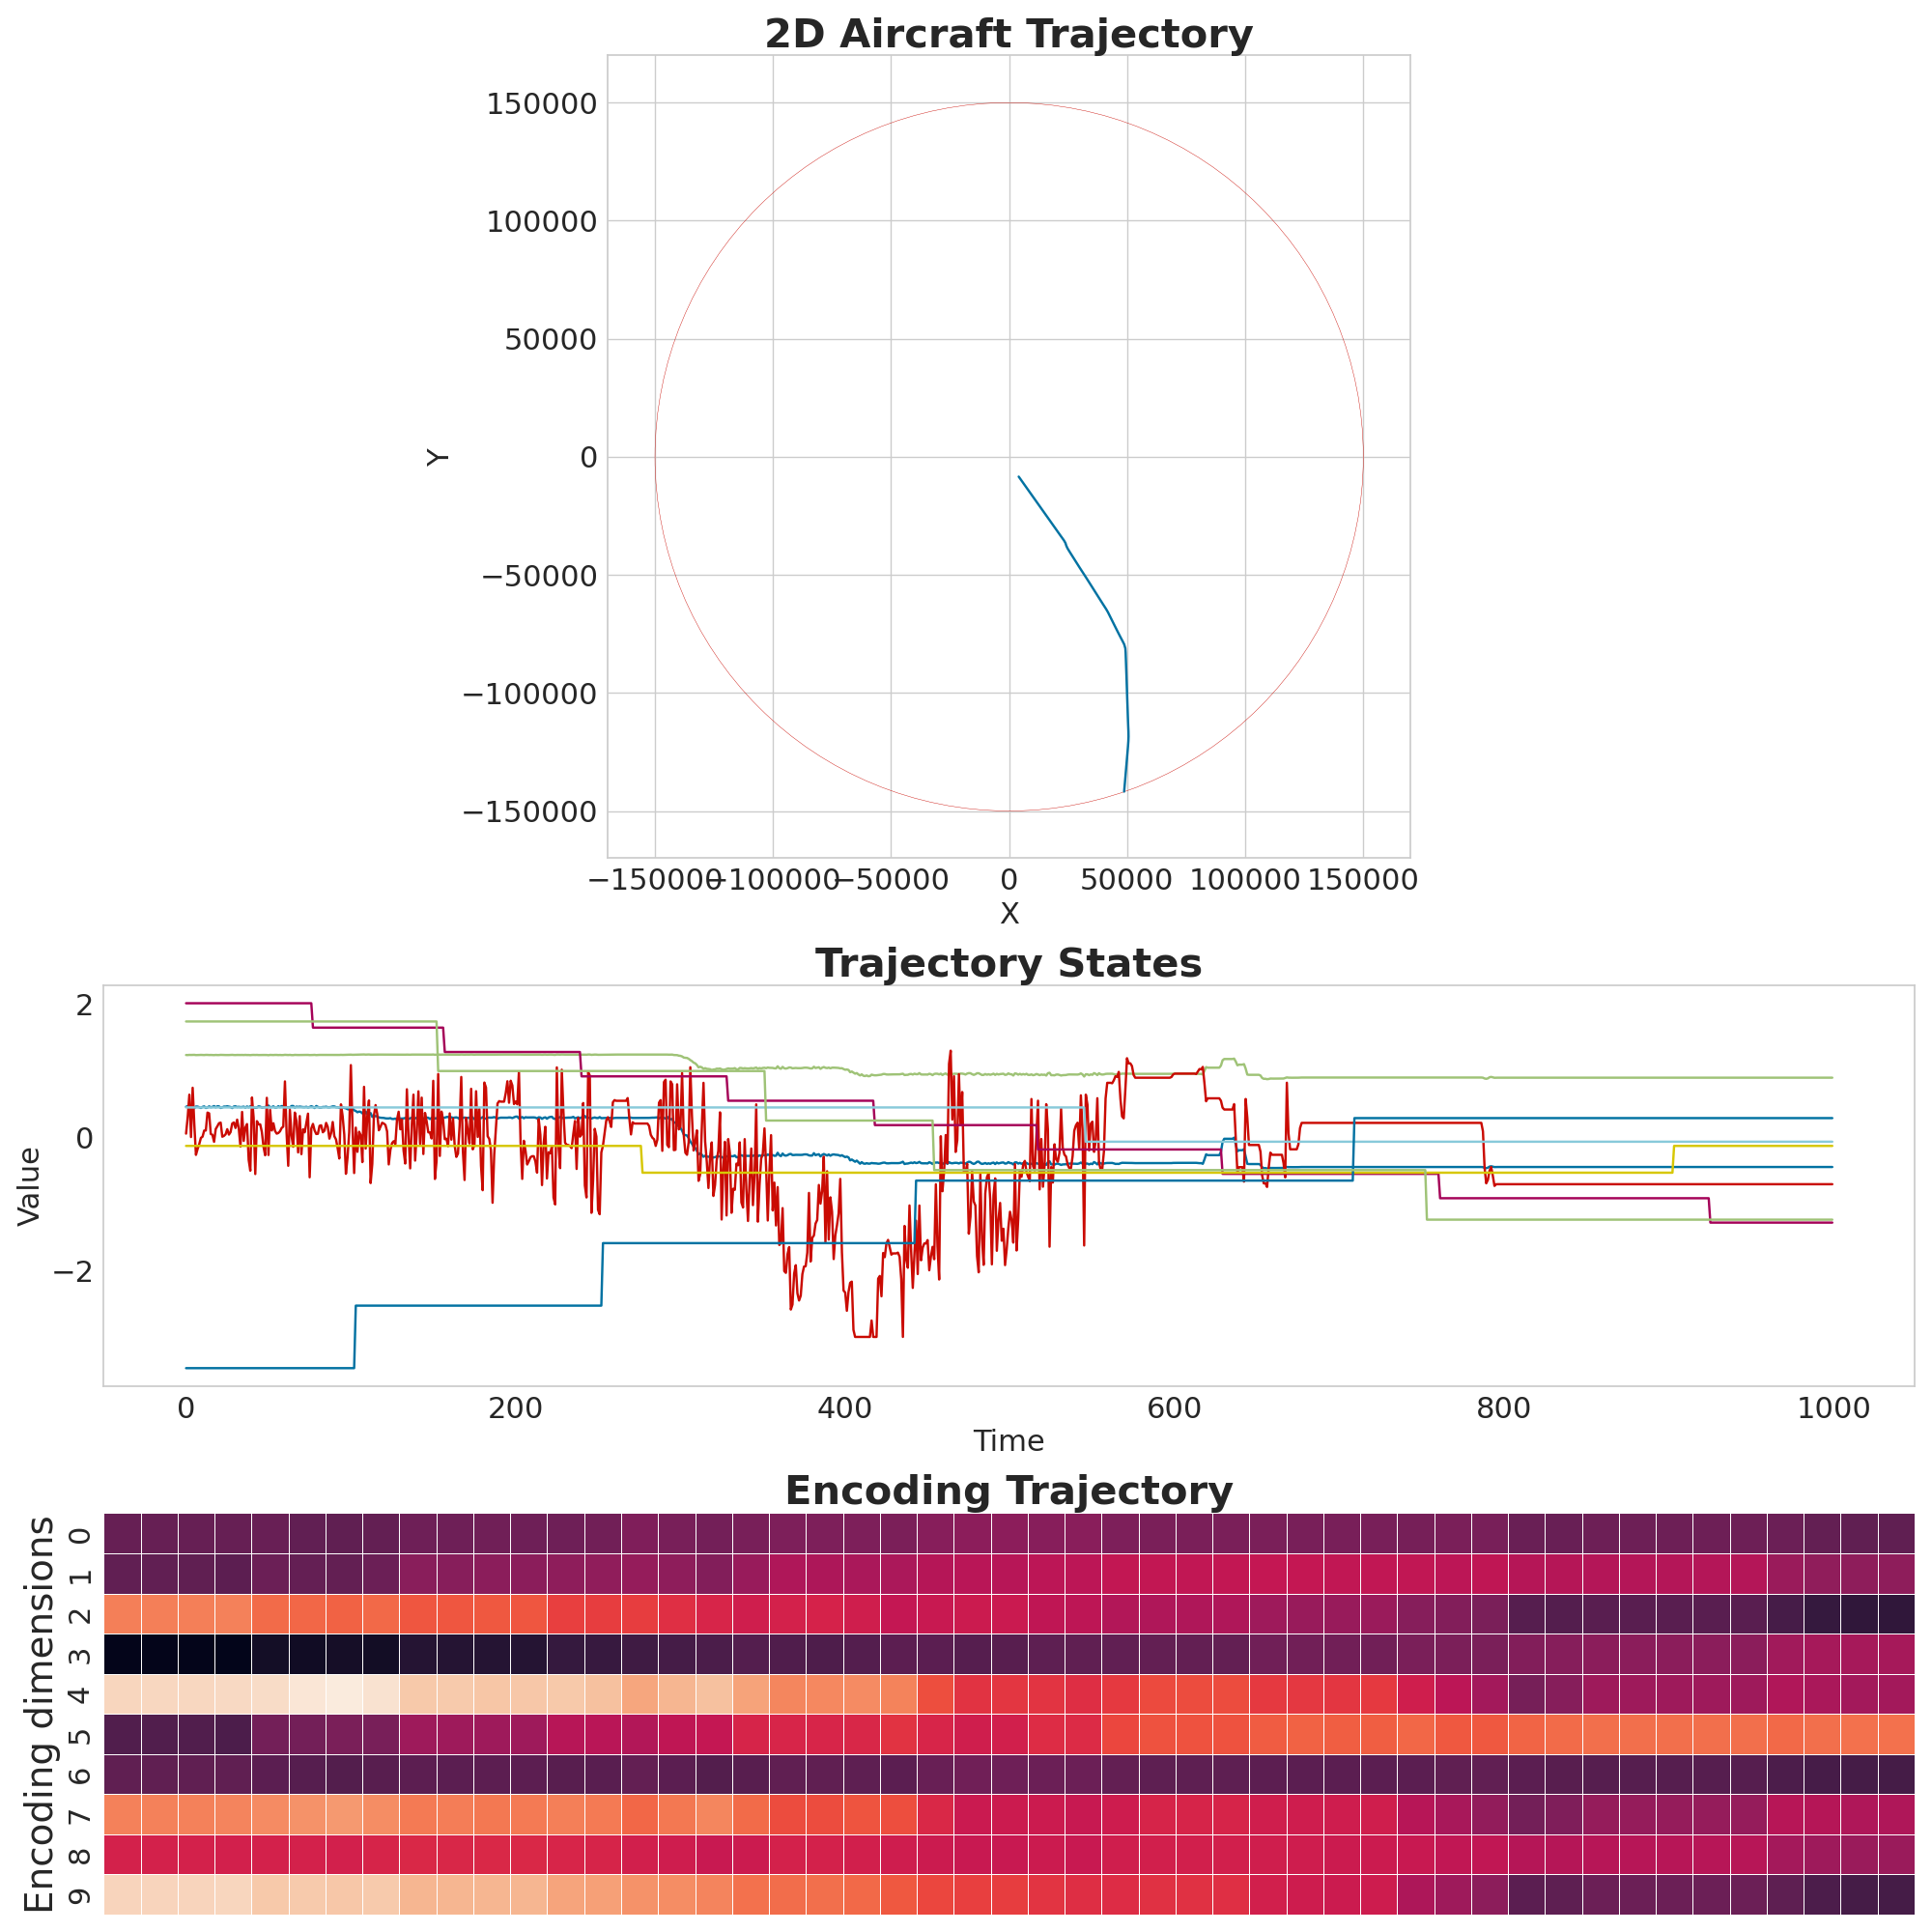 2D Aircraft Trajectory
150000
100000
50000
0
−50000
−100000
−150000
Y
−150000 −100000 −50000 0 50000 100000 150000
X
Trajectory States
2
0
−2
Value
0 200 400 600 800 1000
Time
Encoding Trajectory
Encoding dimensions
0
1
2
3
4
5
6
7
8
9